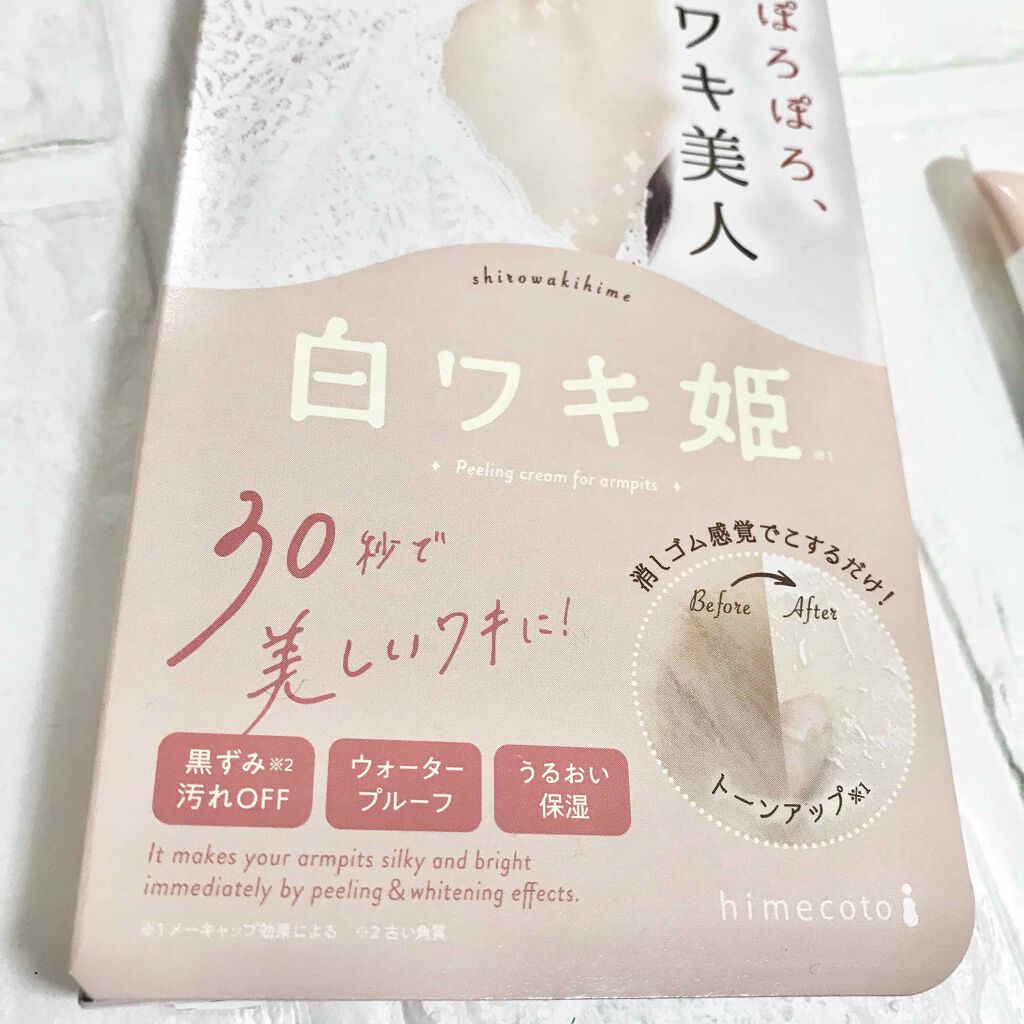 ぽろぽろ、
ワキ美人
shirowakihime
白ワキ姫※1
Peeling cream for armpits
30秒で
美しいワキに!
消しゴム感覚でこするだけ!
Before After
トーンアップ※1
黒ずみ※2
汚れOFF
ウォーター
プルーフ
うるおい
保湿
It makes your armpits silky and bright
immediately by peeling & whitening effects.
himecoto
※1メーキャップ効果による ※2古い角質